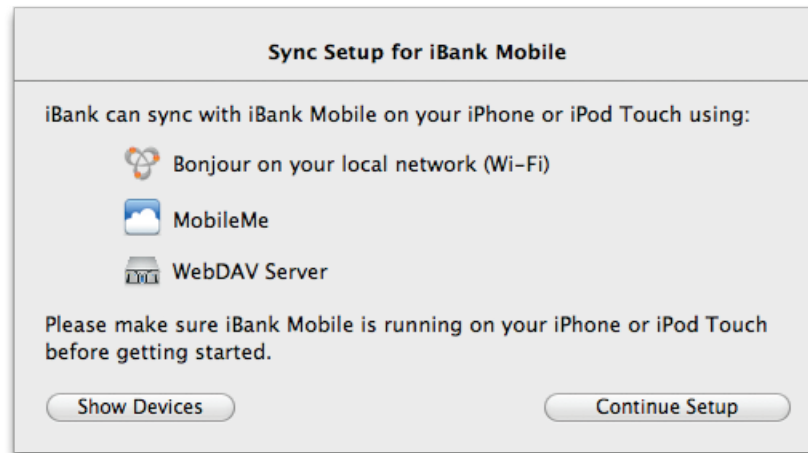 Sync Setup for iBank Mobile
iBank can sync with iBank Mobile on your iPhone or iPod Touch using:
Bonjour on your local network (Wi-Fi)
MobileMe
WebDAV Server
Please make sure iBank Mobile is running on your iPhone or iPod Touch
before getting started.
Show Devices
Continue Setup